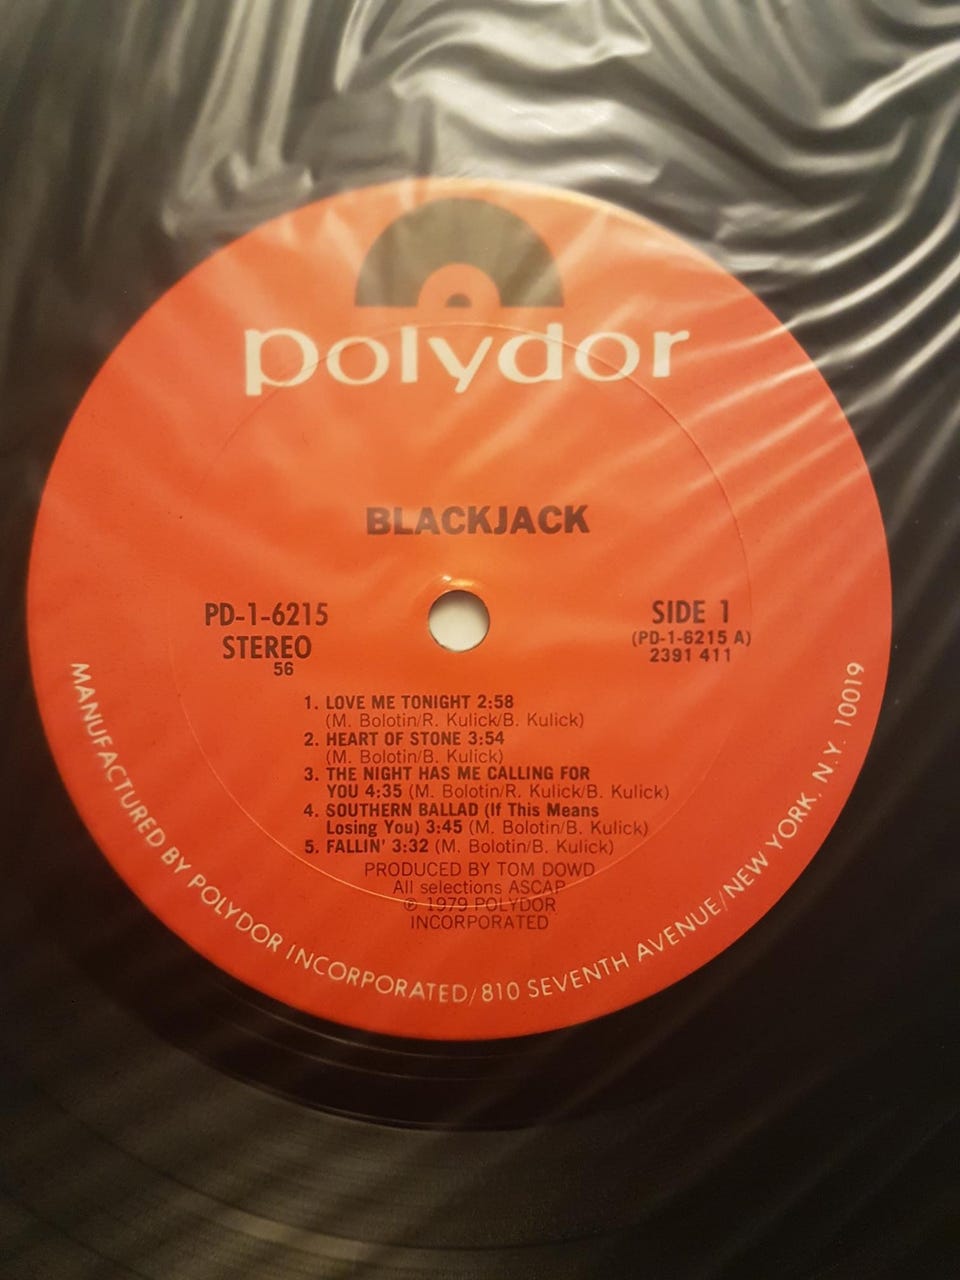 polydor
BLACKJACK
PD-1-6215
STEREO
56
SIDE 1
(PD-1-6215 A)
2391 411
1. LOVE ME TONIGHT 2:58
(M. Bolotin/R. Kulick/B. Kulick)
2. HEART OF STONE 3:54
(M. Bolotin/B. Kulick)
3. THE NIGHT HAS ME CALLING FOR
YOU 4:35 (M. Bolotin/R. Kulick/B. Kulick)
4. SOUTHERN BALLAD (If This Means
Losing You) 3:45 (M. Bolotin/B. Kulick)
5. FALLIN' 3:32 (M. Bolotin/B. Kulick)
PRODUCED BY TOM DOWD
All selections ASCAP
℗ 1979 POLYDOR
INCORPORATED
MANUFACTURED BY POLYDOR INCORPORATED/810 SEVENTH AVENUE/NEW YORK, N.Y. 10019